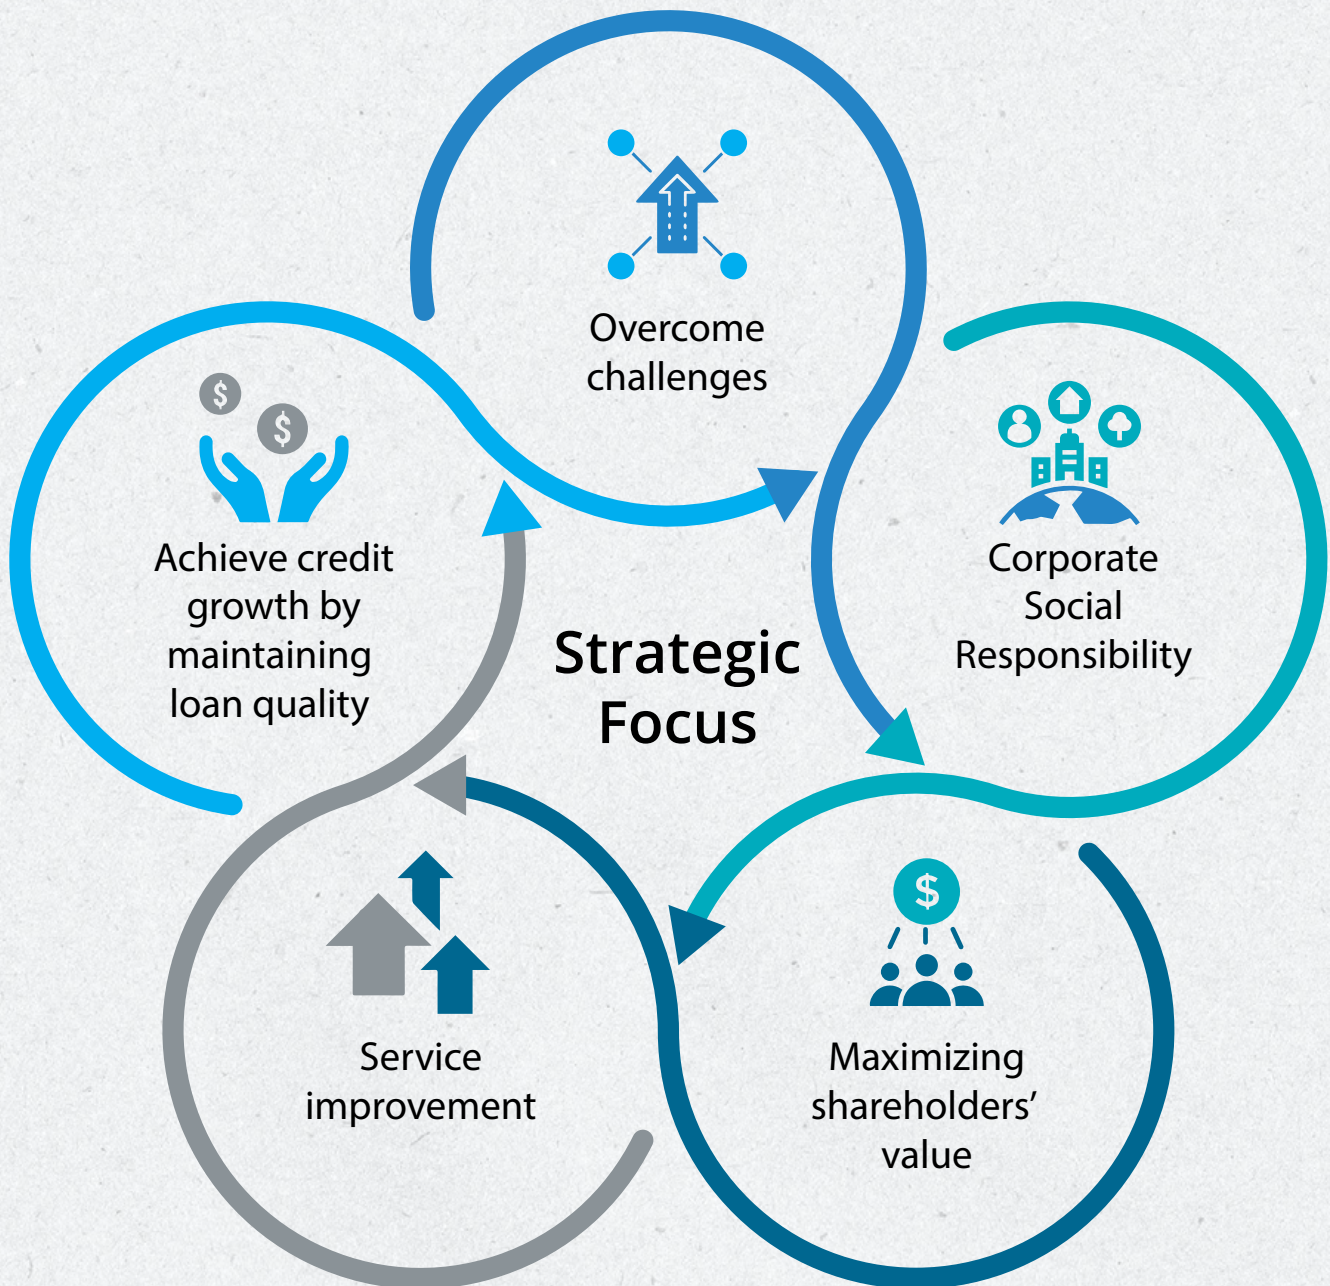 Overcome
challenges
Achieve credit
growth by
maintaining
loan quality
Corporate
Social
Responsibility
Strategic
Focus
Service
improvement
Maximizing
shareholders’
value
$
$
$